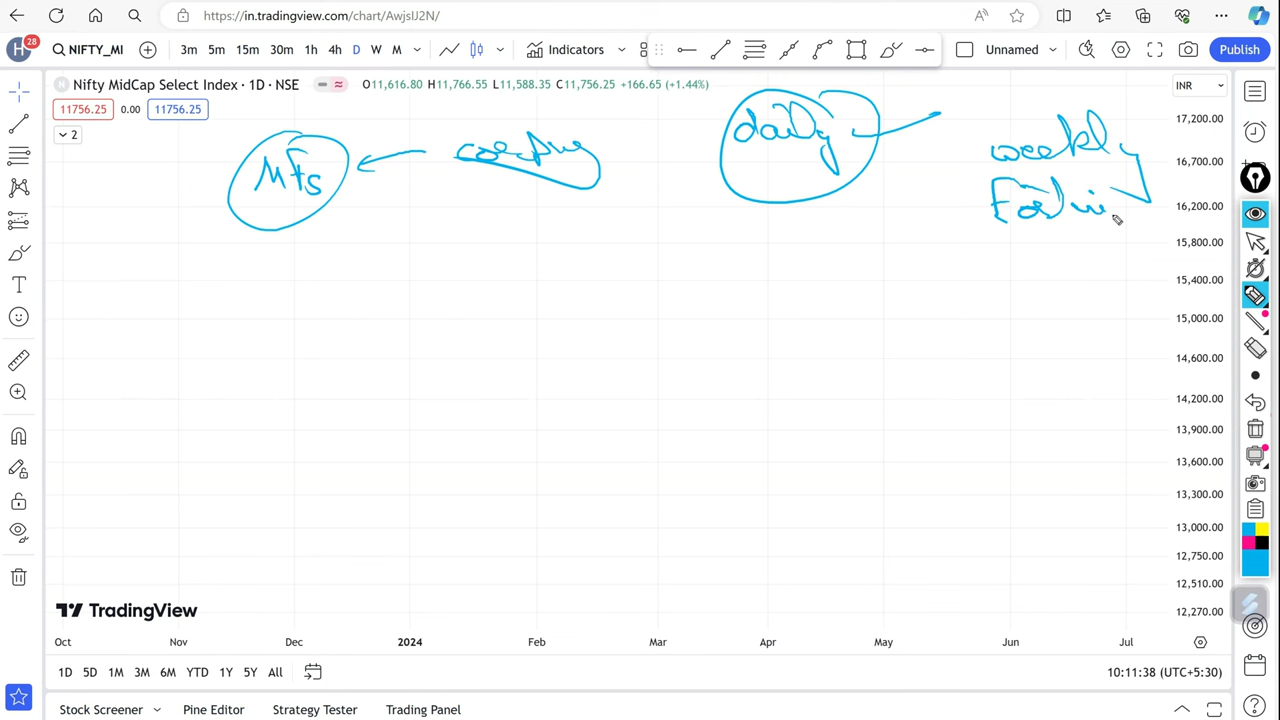 https://in.tradingview.com/chart/AwjslJ2N/
H 28 NIFTY_MI 3m 5m 15m 30m 1h 4h D W M Indicators Unnamed Publish
Nifty MidCap Select Index · 1D · NSE O11,616.80 H11,766.55 L11,588.35 C11,756.25 +166.65 (+1.44%) INR
11756.25 0.00 11756.25
2
daily
weekly
Mfs
17,200.00
16,700.00
16,200.00
15,800.00
15,400.00
15,000.00
14,600.00
14,200.00
13,900.00
13,600.00
13,300.00
13,000.00
12,750.00
12,510.00
12,270.00
TradingView
Oct Nov Dec 2024 Feb Mar Apr May Jun Jul
1D 5D 1M 3M 6M YTD 1Y 5Y All 10:11:38 (UTC+5:30)
Stock Screener Pine Editor Strategy Tester Trading Panel